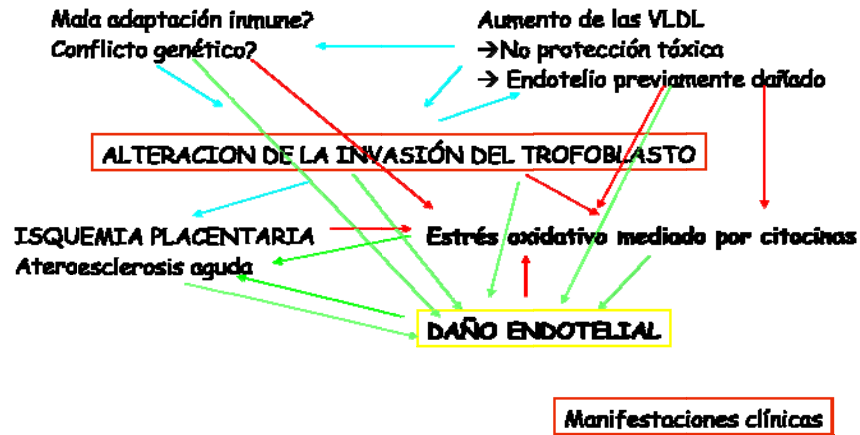 Mala adaptación inmune?
Conflicto genético?
Aumento de las VLDL
→No protección tóxica
→ Endotelio previamente dañado
ALTERACION DE LA INVASIÓN DEL TROFOBLASTO
ISQUEMIA PLACENTARIA
Ateroesclerosis aguda
Estrés oxidativo mediado por citocinas
DAÑO ENDOTELIAL
Manifestaciones clínicas